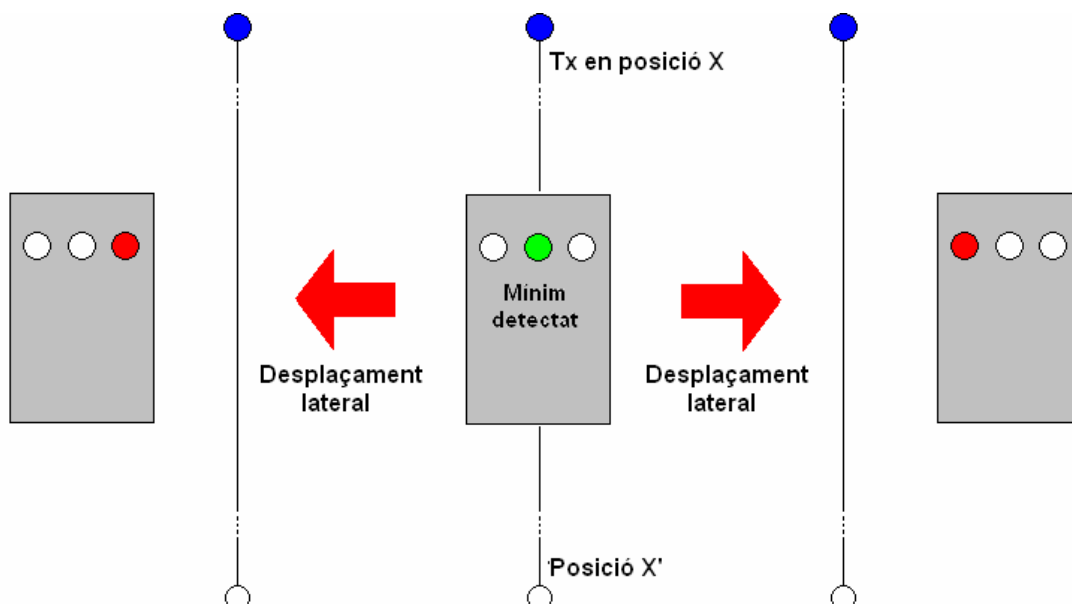 Tx en posició X
Mínim
detectat
Desplaçament
lateral
Desplaçament
lateral
'Posició X'